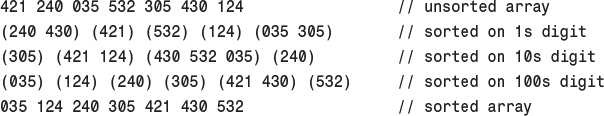 421 240 035 532 305 430 124 // unsorted array
(240 430) (421) (532) (124) (035 305) // sorted on 1s digit
(305) (421 124) (430 532 035) (240) // sorted on 10s digit
(035) (124) (240) (305) (421 430) (532) // sorted on 100s digit
035 124 240 305 421 430 532 // sorted array